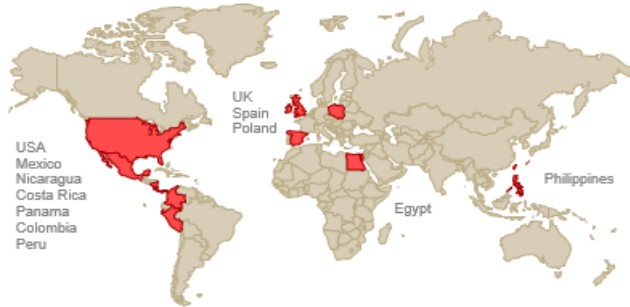 UK
Spain
Poland
USA
Mexico
Nicaragua
Costa Rica
Panama
Colombia
Peru
Egypt
Philippines